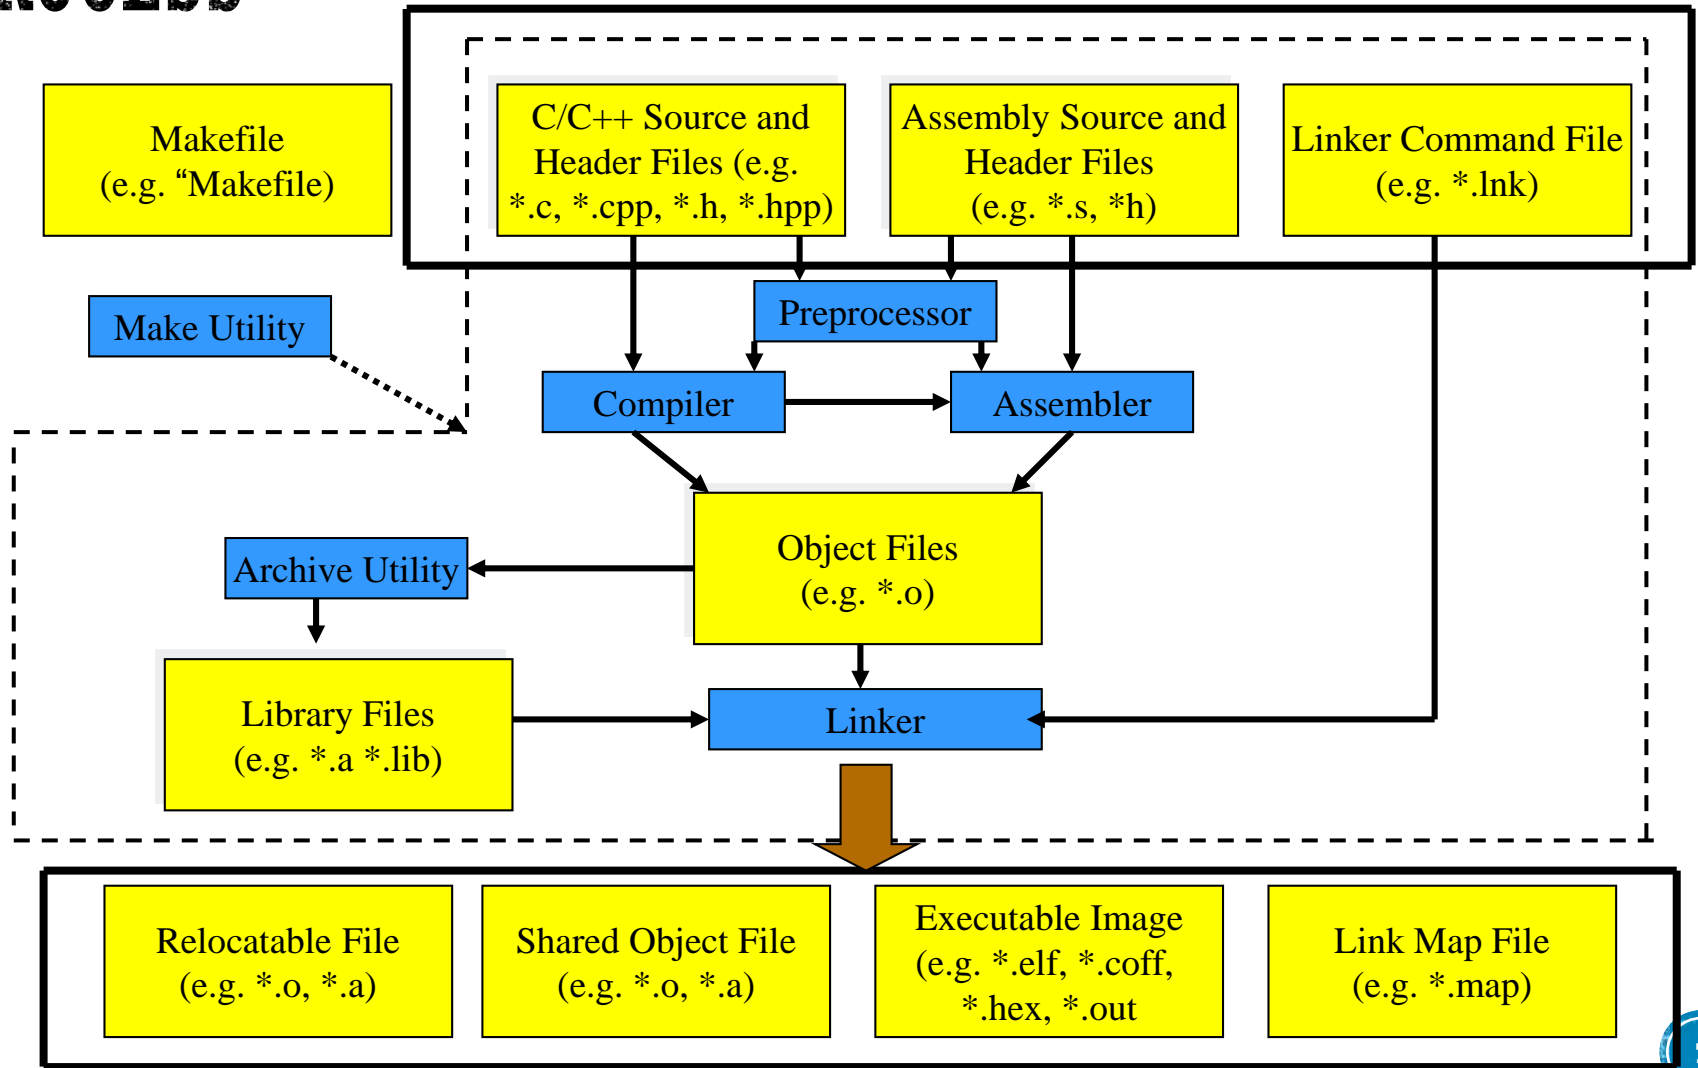 Makefile
(e.g. “Makefile)
C/C++ Source and
Header Files (e.g.
*.c, *.cpp, *.h, *.hpp)
Assembly Source and
Header Files
(e.g. *.s, *h)
Linker Command File
(e.g. *.lnk)
Make Utility
Preprocessor
Compiler
Assembler
Archive Utility
Object Files
(e.g. *.o)
Library Files
(e.g. *.a *.lib)
Linker
Relocatable File
(e.g. *.o, *.a)
Shared Object File
(e.g. *.o, *.a)
Executable Image
(e.g. *.elf, *.coff,
*.hex, *.out
Link Map File
(e.g. *.map)